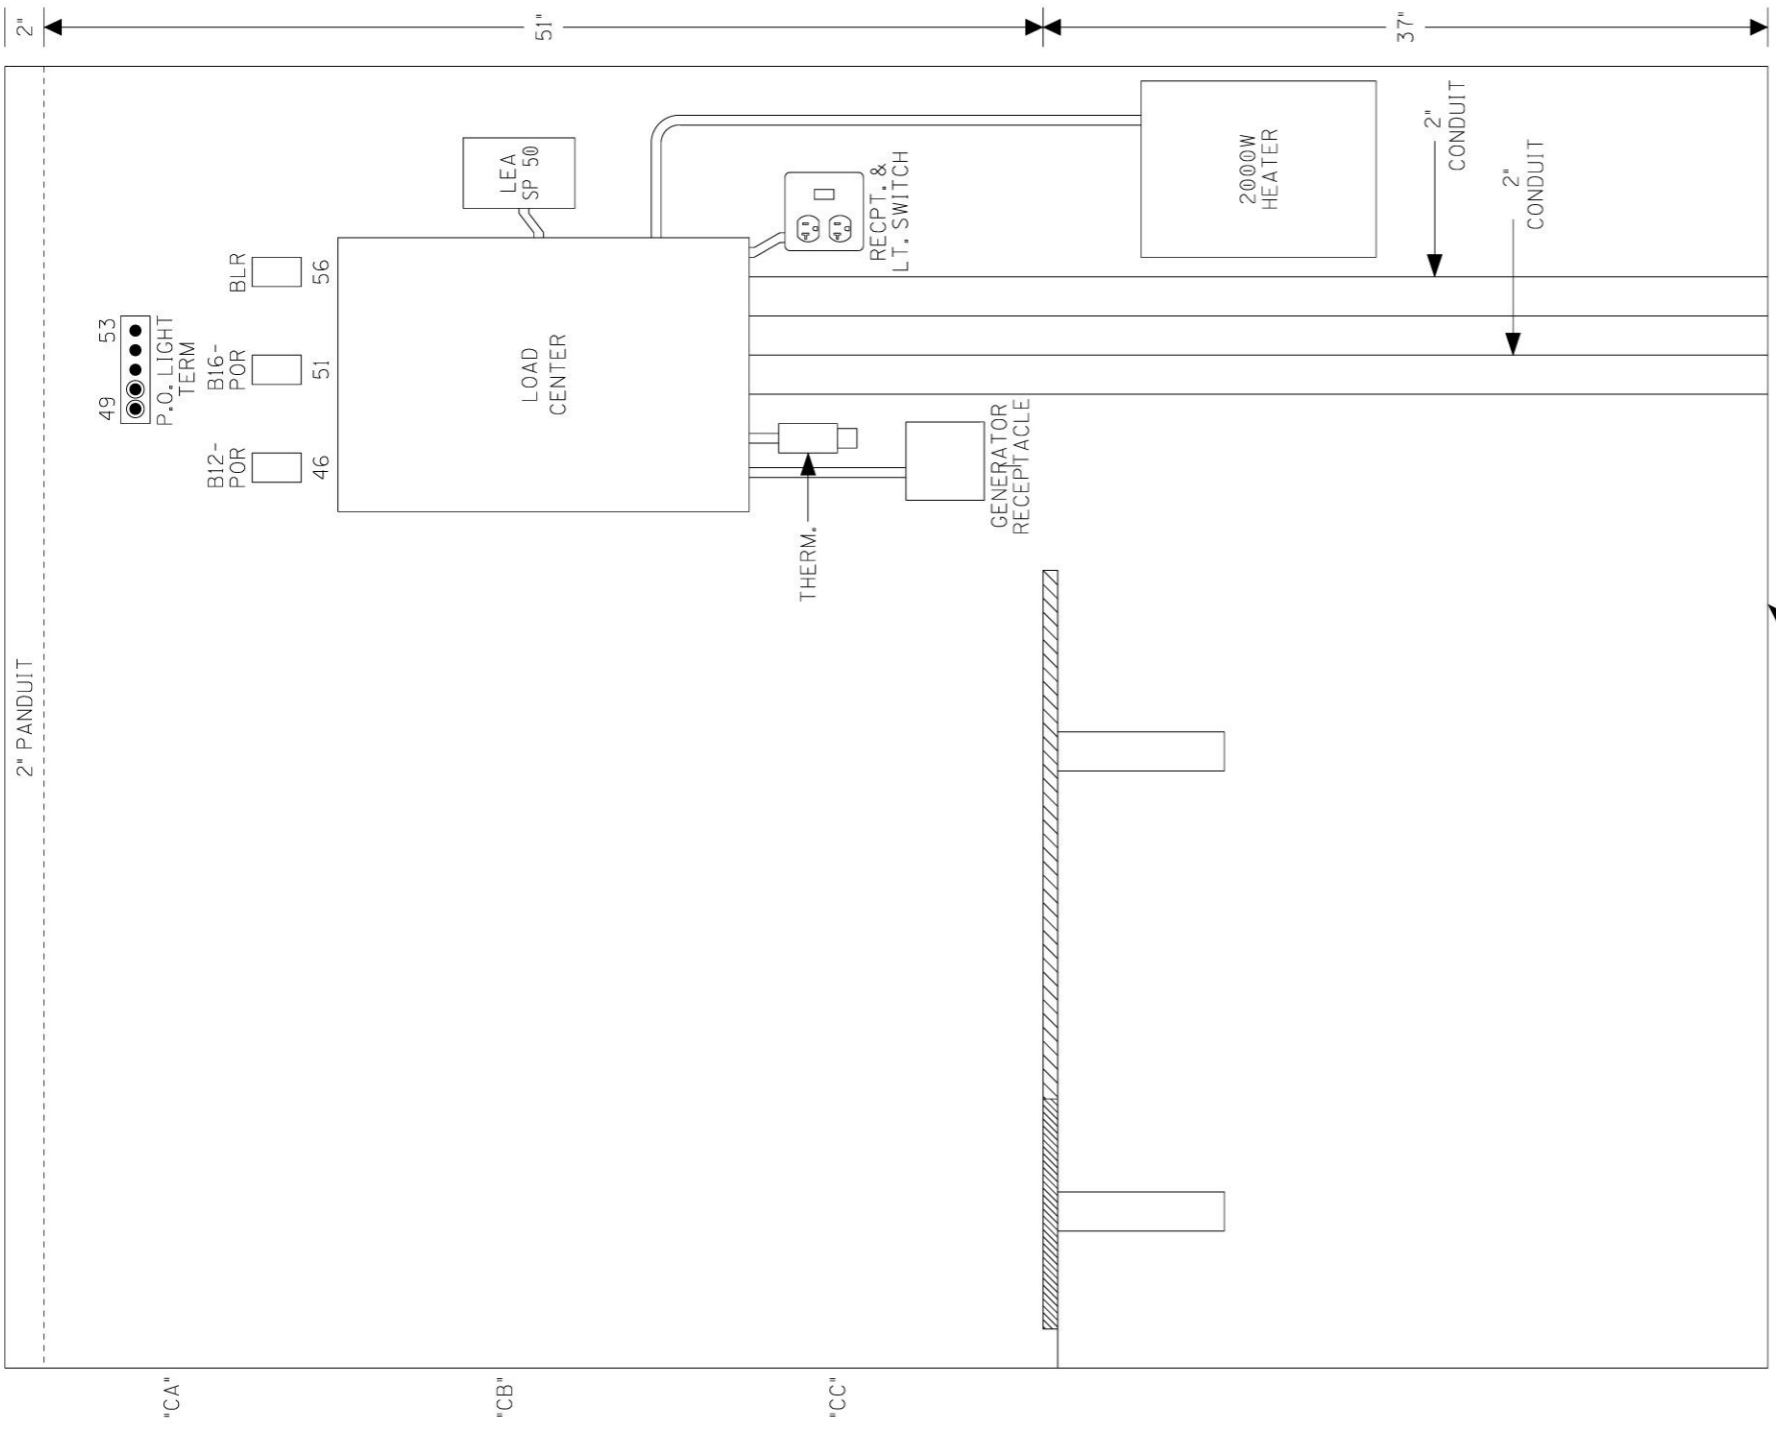 2"
51"
37"
2" PANDUIT
49
53
P.O. LIGHT
TERM
B12-
POR
46
B16-
POR
51
BLR
56
LEA
SP 50
LOAD
CENTER
RECPT. &
LT. SWITCH
THERM.
GENERATOR
RECEPTACLE
2000W
HEATER
2"
CONDUIT
2"
CONDUIT
"CA"
"CB"
"CC"